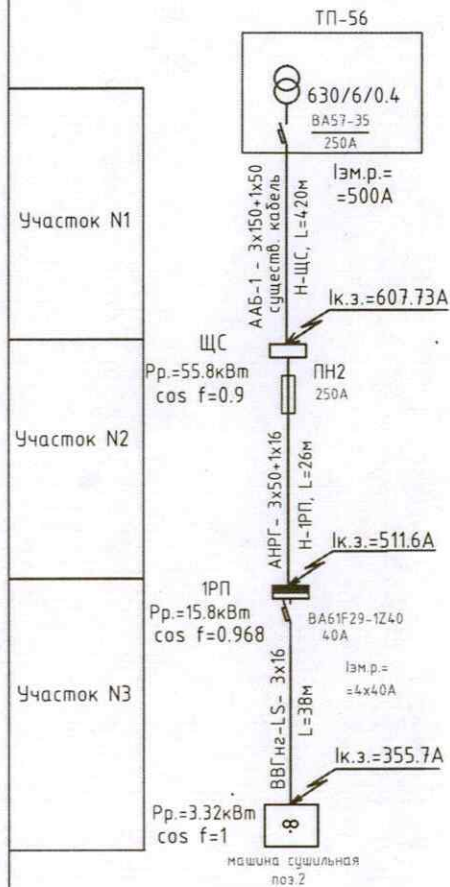 ТП-56
630/6/0.4
ВА57-35
250А
Iэм.р.=
=500А
Участок N1
ААБ-1 - 3х150+1х50
существ. кабель
Н-ЩС, L=420м
Iк.з.=607.73А
ЩС
Рр.=55.8кВт
cos f=0.9
ПН2
250А
Участок N2
АНРГ- 3х50+1х16
Н-1РП, L=26м
Iк.з.=511.6А
1РП
Рр.=15.8кВт
cos f=0.968
ВА61F29-1Z40
40А
Iэм.р.=
=4х40А
Участок N3
ВВГнг-LS- 3х16
L=38м
Iк.з.=355.7А
Рр.=3.32кВт
cos f=1
машина сушильная
поз.2